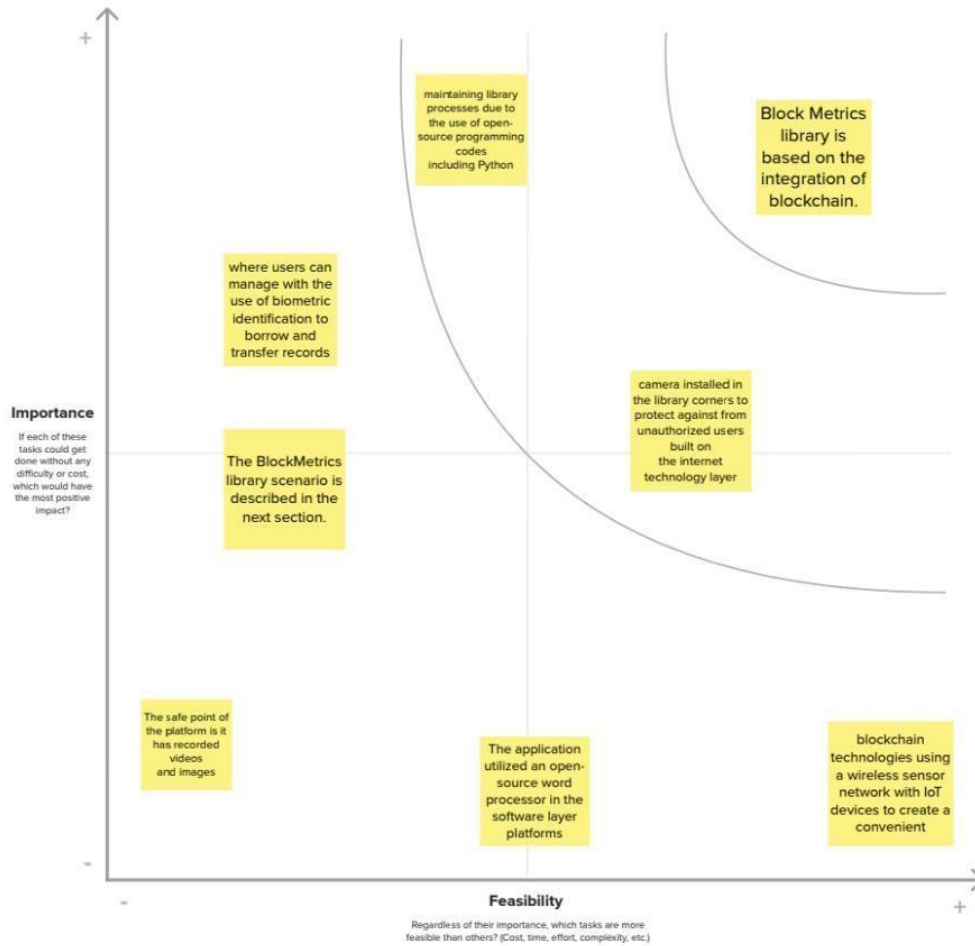 +
maintaining library
processes due to
the use of open-
source programming
codes
including Python
Block Metrics
library is
based on the
integration of
blockchain.
where users can
manage with the
use of biometric
identification to
borrow and
transfer records
Importance
If each of these
tasks could get
done without any
difficulty or cost,
which would have
the most positive
impact?
camera installed in
the library corners to
protect against from
unauthorized users
built on
the internet
technology layer
The BlockMetrics
library scenario is
described in the
next section.
The safe point of
the platform is it
has recorded
videos
and images
The application
utilized an open-
source word
processor in the
software layer
platforms
blockchain
technologies using
a wireless sensor
network with IoT
devices to create a
convenient
-
-
Feasibility
+
Regardless of their importance, which tasks are more
feasible than others? (Cost, time, effort, complexity, etc.)